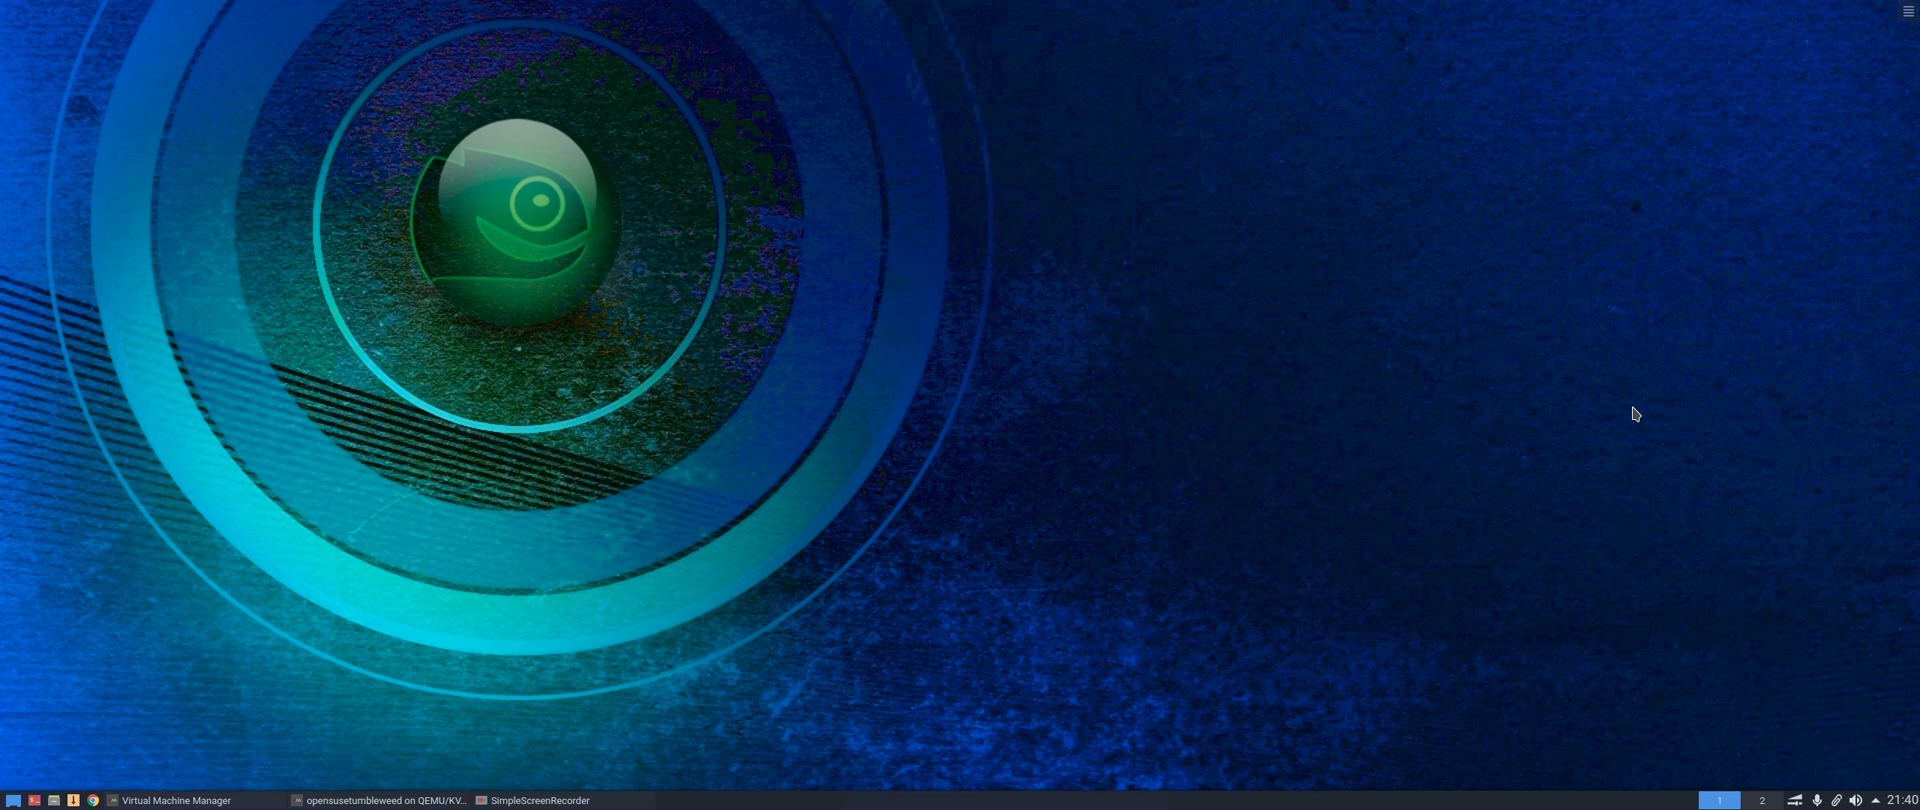 Virtual Machine Manager
opensusetumbleweed on QEMU/KV...
SimpleScreenRecorder
1
2
21:40